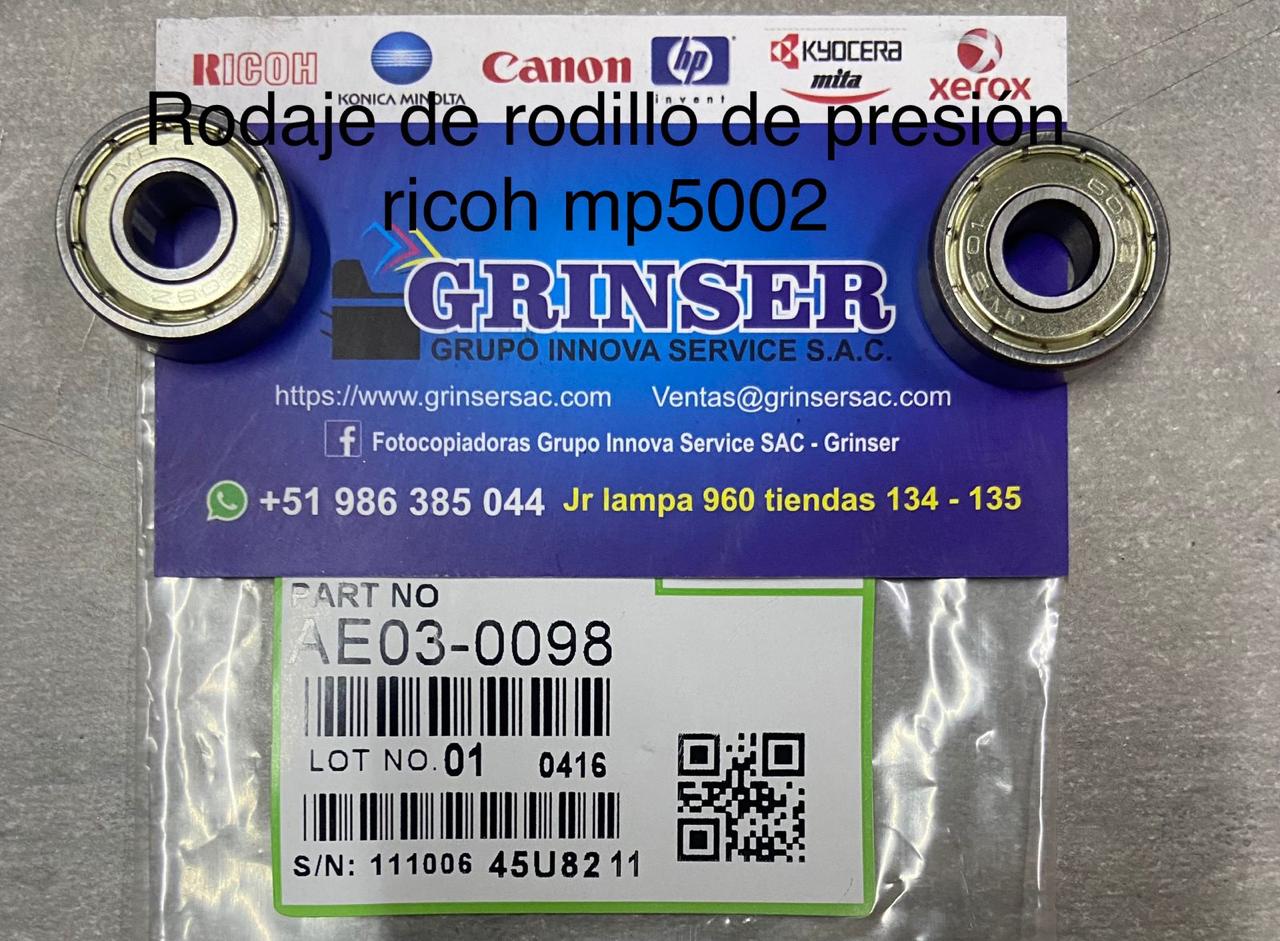 RICOH
KONICA MINOLTA
Canon
hp
invent
KYOCERA
mita
xerox
Rodaje de rodillo de presión
ricoh mp5002
GRINSER
GRUPO INNOVA SERVICE S.A.C.
https://www.grinsersac.com Ventas@grinsersac.com
f Fotocopiadoras Grupo Innova Service SAC - Grinser
+51 986 385 044 Jr lampa 960 tiendas 134 - 135
PART NO
AE03-0098
LOT NO. 01 0416
S/N: 111006 45U82 11